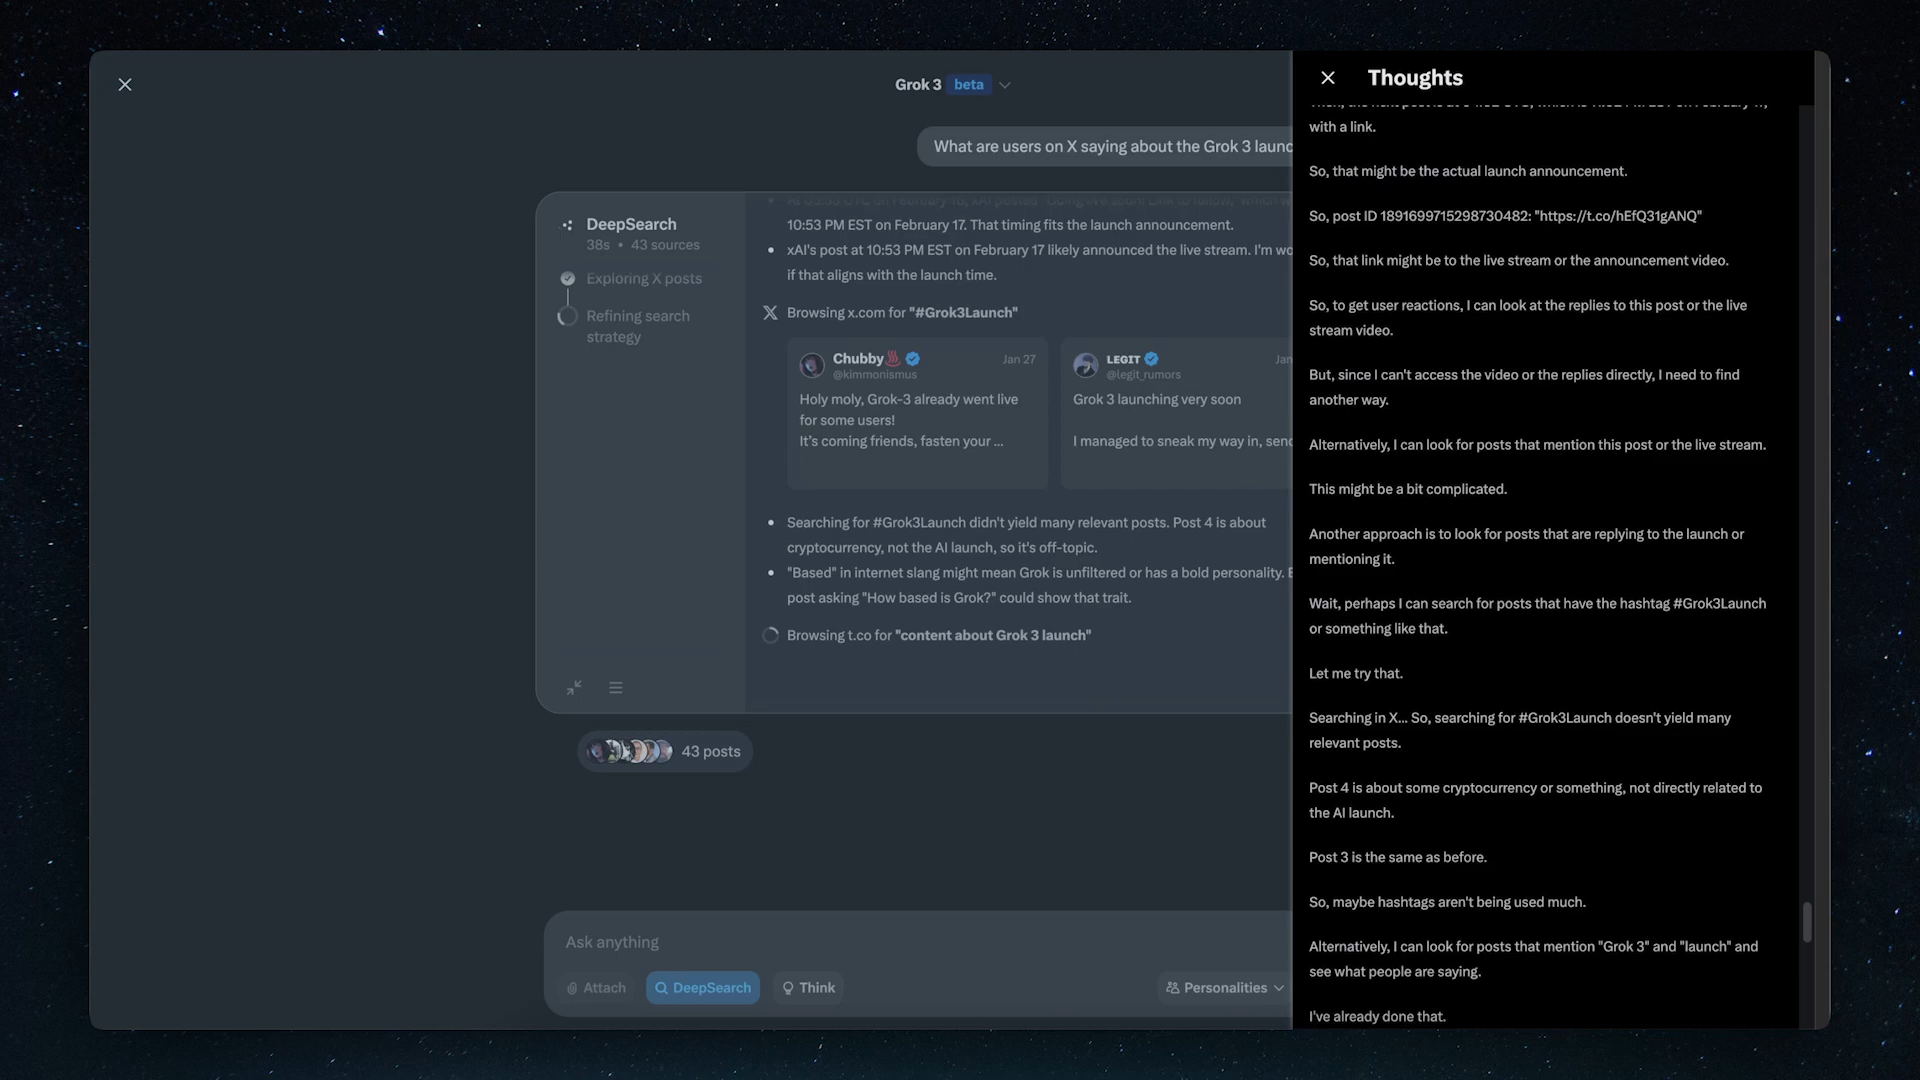 Grok 3 beta
What are users on X saying about the Grok 3 launc
DeepSearch
38s • 43 sources
Exploring X posts
Refining search
strategy
10:53 PM EST on February 17. That timing fits the launch announcement.
• xAI's post at 10:53 PM EST on February 17 likely announced the live stream. I'm wo
if that aligns with the launch time.
Browsing x.com for "#Grok3Launch"
Chubby♨️ Jan 27
@kimmonismus
Holy moly, Grok-3 already went live
for some users!
It's coming friends, fasten your ...
LEGIT Jan
@legit_rumors
Grok 3 launching very soon
I managed to sneak my way in, senc
• Searching for #Grok3Launch didn't yield many relevant posts. Post 4 is about
cryptocurrency, not the AI launch, so it's off-topic.
• "Based" in internet slang might mean Grok is unfiltered or has a bold personality.
post asking "How based is Grok?" could show that trait.
Browsing t.co for "content about Grok 3 launch"
43 posts
Ask anything
Attach
DeepSearch
Think
Personalities
Thoughts
with a link.
So, that might be the actual launch announcement.
So, post ID 1891699715298730482: "https://t.co/hEfQ31gANQ"
So, that link might be to the live stream or the announcement video.
So, to get user reactions, I can look at the replies to this post or the live
stream video.
But, since I can't access the video or the replies directly, I need to find
another way.
Alternatively, I can look for posts that mention this post or the live stream.
This might be a bit complicated.
Another approach is to look for posts that are replying to the launch or
mentioning it.
Wait, perhaps I can search for posts that have the hashtag #Grok3Launch
or something like that.
Let me try that.
Searching in X... So, searching for #Grok3Launch doesn't yield many
relevant posts.
Post 4 is about some cryptocurrency or something, not directly related to
the AI launch.
Post 3 is the same as before.
So, maybe hashtags aren't being used much.
Alternatively, I can look for posts that mention "Grok 3" and "launch" and
see what people are saying.
I've already done that.